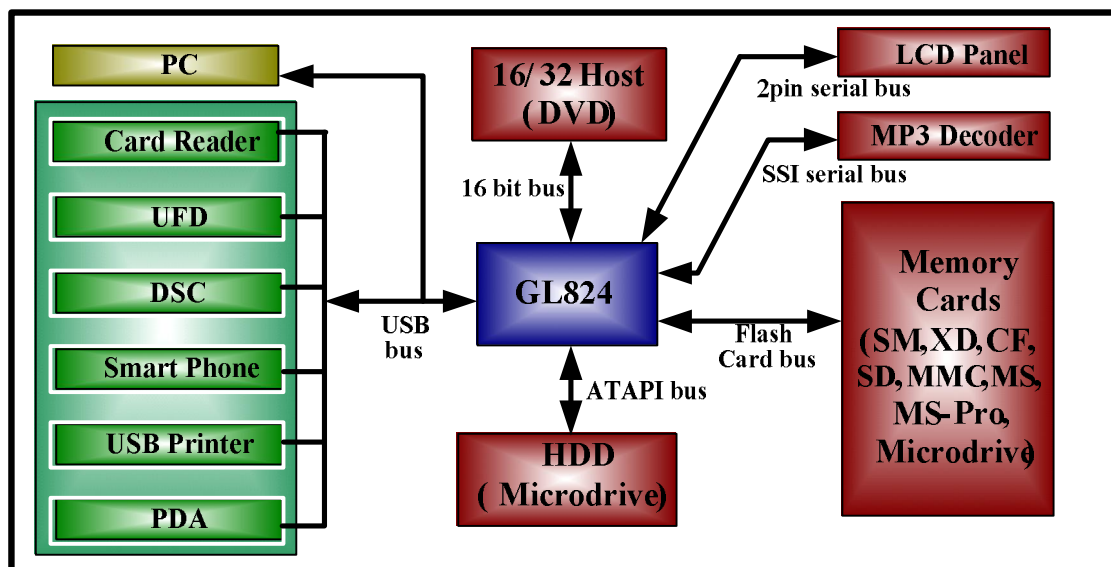 PC
Card Reader
UFD
DSC
Smart Phone
USB Printer
PDA
USB
bus
16/32 Host
(DVD)
16 bit bus
GL824
ATAPI bus
HDD
( Microdrive)
2pin serial bus
LCD Panel
SSI serial bus
MP3 Decoder
Flash
Card bus
Memory
Cards
(SM,XD,CF,
SD,MMC,MS,
MS-Pro,
Microdrive)